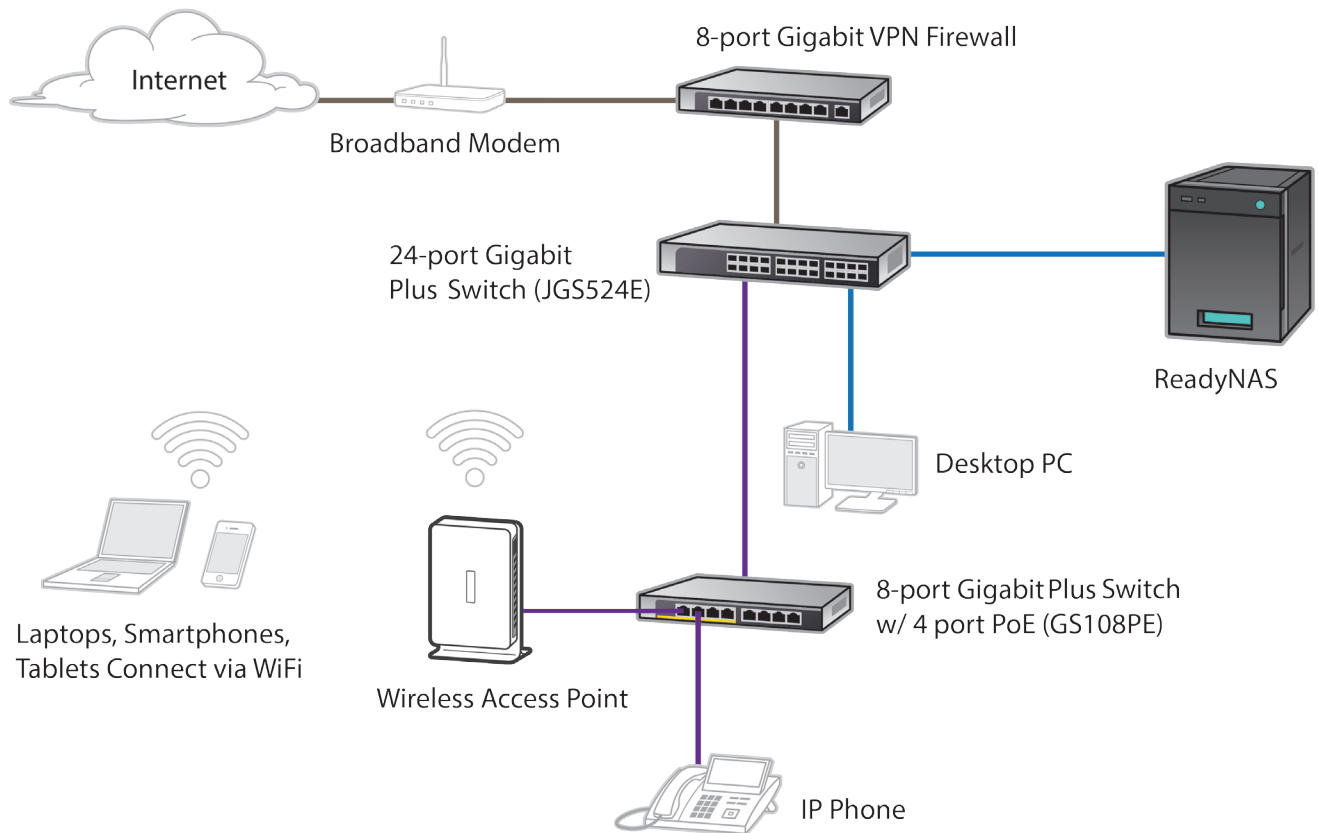 8-port Gigabit VPN Firewall
Internet
Broadband Modem
24-port Gigabit
Plus Switch (JGS524E)
ReadyNAS
Desktop PC
8-port Gigabit Plus Switch
w/ 4 port PoE (GS108PE)
Laptops, Smartphones,
Tablets Connect via WiFi
Wireless Access Point
IP Phone